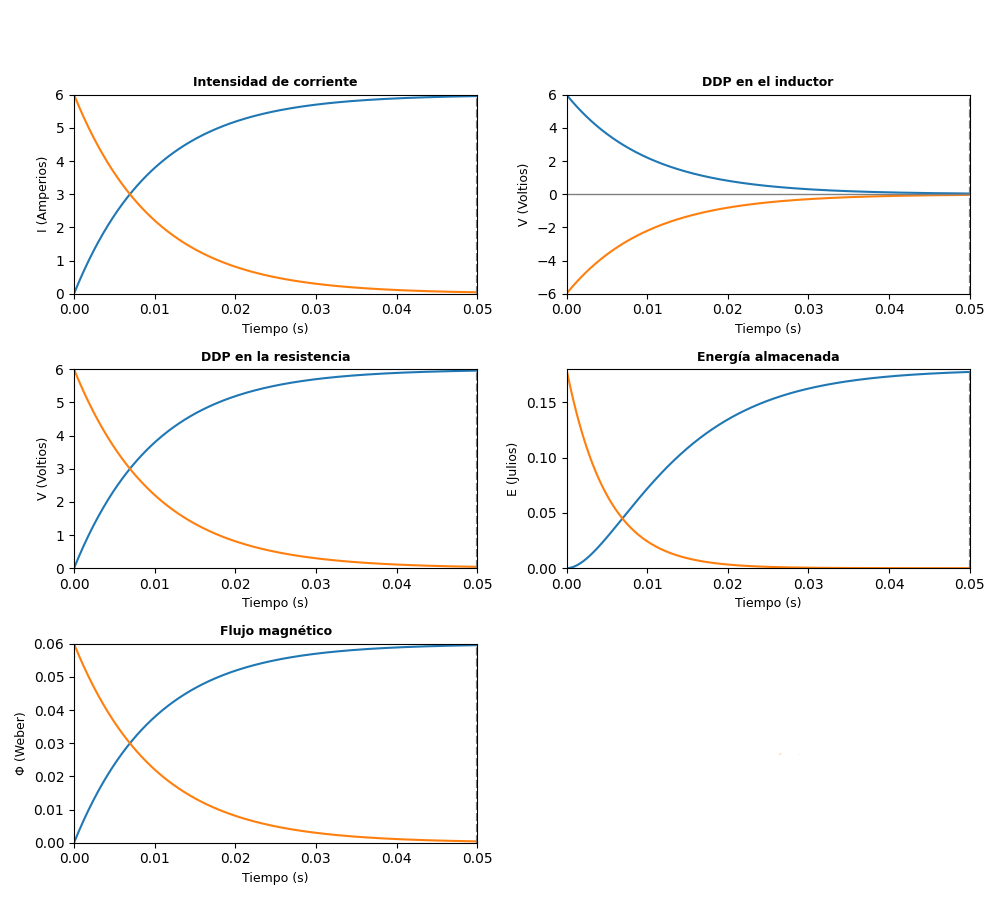 Intensidad de corriente
I (Amperios)
6
5
4
3
2
1
0
0.00 0.01 0.02 0.03 0.04 0.05
Tiempo (s)
DDP en el inductor
V (Voltios)
6
4
2
0
−2
−4
−6
0.00 0.01 0.02 0.03 0.04 0.05
Tiempo (s)
DDP en la resistencia
V (Voltios)
6
5
4
3
2
1
0
0.00 0.01 0.02 0.03 0.04 0.05
Tiempo (s)
Energía almacenada
E (Julios)
0.15
0.10
0.05
0.00
0.00 0.01 0.02 0.03 0.04 0.05
Tiempo (s)
Flujo magnético
Φ (Weber)
0.06
0.05
0.04
0.03
0.02
0.01
0.00
0.00 0.01 0.02 0.03 0.04 0.05
Tiempo (s)